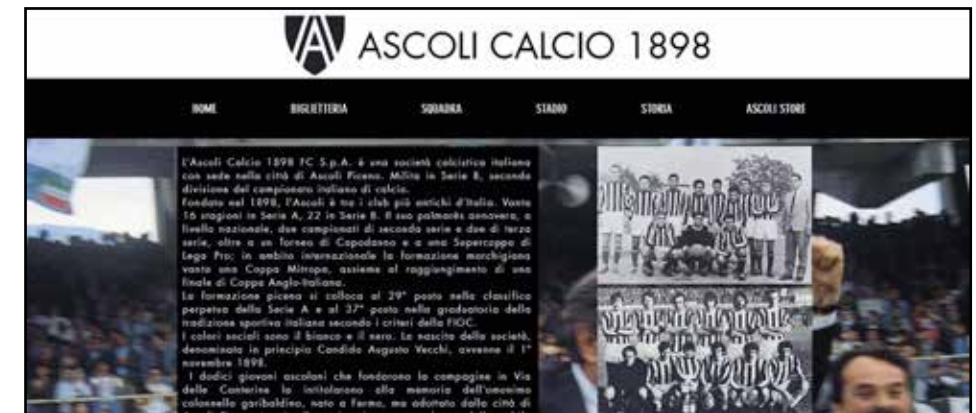 ASCOLI CALCIO 1898
HOME BIGLIETTERIA SQUADRA STADIO STORIA ASCOLI STORE
L'Ascoli Calcio 1898 FC S.p.A. è una società calcistica italiana
con sede nella città di Ascoli Piceno. Milita in Serie B, seconda
divisione del campionato italiano di calcio.
Fondato nel 1898, l'Ascoli è tra i club più antichi d'Italia. Vanta
16 stagioni in Serie A, 22 in Serie B. Il suo palmarès annovera, a
livello nazionale, due campionati di seconda serie e due di terza
serie, oltre a un Torneo di Capodanno e a una Supercoppa di
Lega Pro; in ambito internazionale la formazione marchigiana
vanta una Coppa Mitropa, assieme al raggiungimento di una
finale di Coppa Anglo-Italiana.
La formazione picena si colloca al 29° posto nella classifica
perpetua della Serie A e al 37° posto nella graduatoria della
tradizione sportiva italiana secondo i criteri della FIGC.
I colori sociali sono il bianco e il nero. La nascita della società,
denominata in principio Candido Augusto Vecchi, avvenne il 1°
novembre 1898.
I dodici giovani ascolani che fondarono la compagine in Via
delle Canterine la intitolarono alla memoria dell'omonimo
colonnello garibaldino, nato a Fermo, ma adottato dalla città di